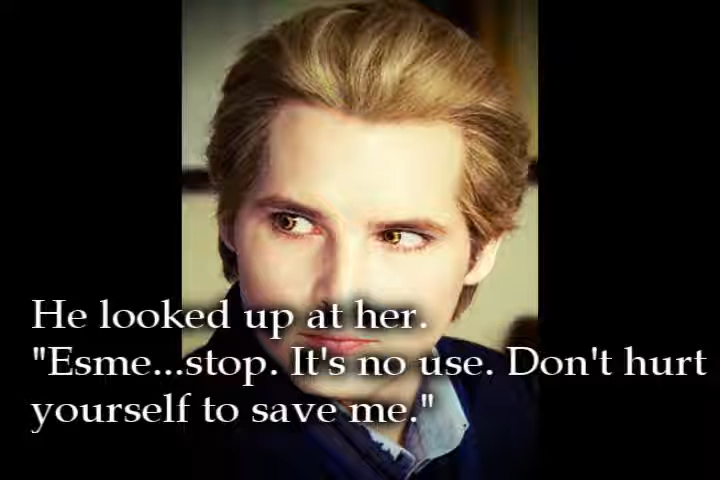 He looked up at her.
"Esme...stop. It's no use. Don't hurt
yourself to save me."